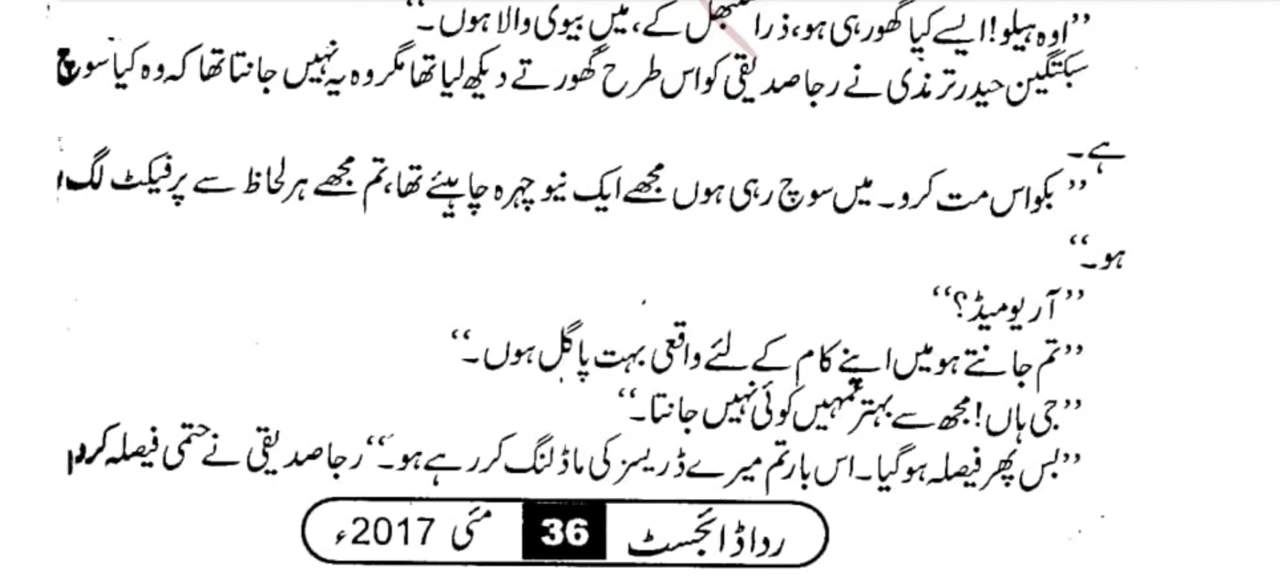 ”اوہ ہیلو! ایسے کیا گھور رہی ہو، ذرا سنبھل کے، میں بیوی والا ہوں۔“
سبکتگین حیدر ترمذی نے رجا صدیقی کو اس طرح گھورتے دیکھ لیا تھا مگر وہ یہ نہیں جانتا تھا کہ وہ کیا سوچ
ہے۔
”بکواس مت کرو۔ میں سوچ رہی ہوں مجھے ایک نیو چہرہ چاہیئے تھا، تم مجھے ہر لحاظ سے پرفیکٹ لگ
ہو۔“
”آر یو میڈ؟“
”تم جانتے ہو میں اپنے کام کے لئے واقعی بہت پاگل ہوں۔“
”جی ہاں! مجھ سے بہتر تمہیں کوئی نہیں جانتا۔“
”بس پھر فیصلہ ہو گیا۔ اس بار تم میرے ڈریسز کی ماڈلنگ کر رہے ہو۔“ رجا صدیقی نے حتمی فیصلہ کر
ردا ڈائجسٹ 36 مئی 2017ء